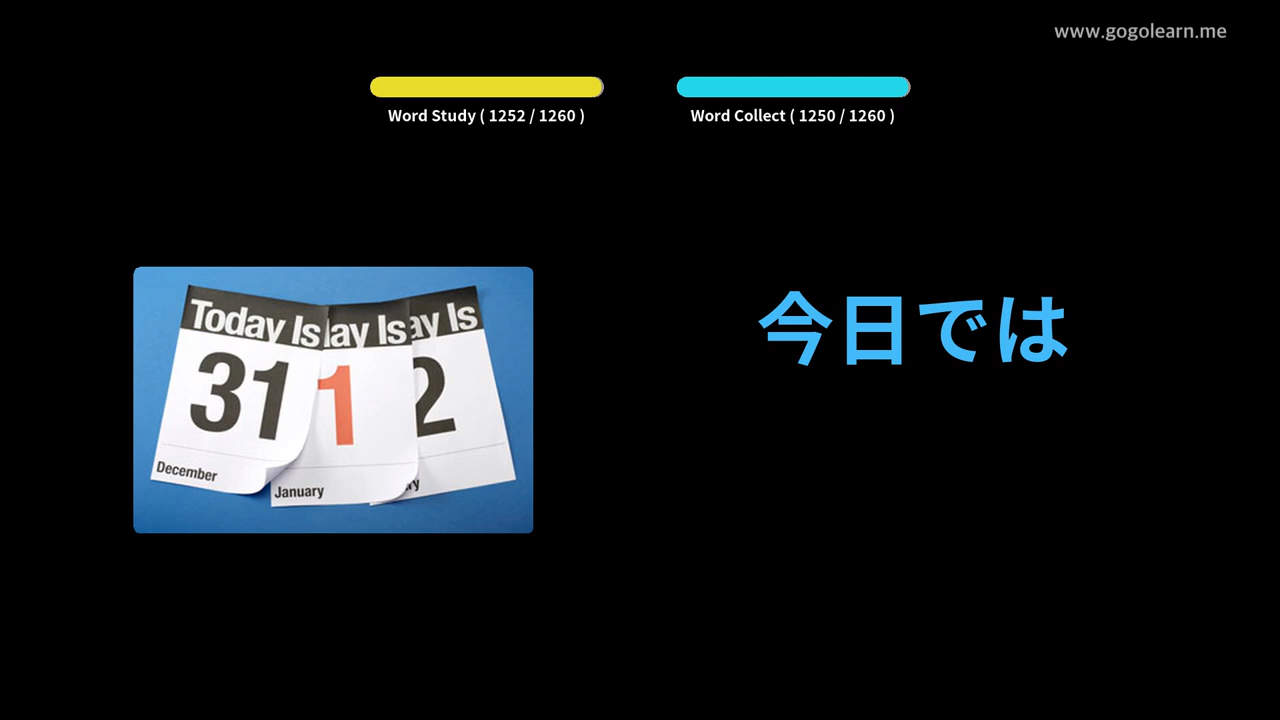 www.gogolearn.me
Word Study ( 1252 / 1260 )
Word Collect ( 1250 / 1260 )
今日では
Today Is
31
December
day Is
1
January
ay Is
2
ry